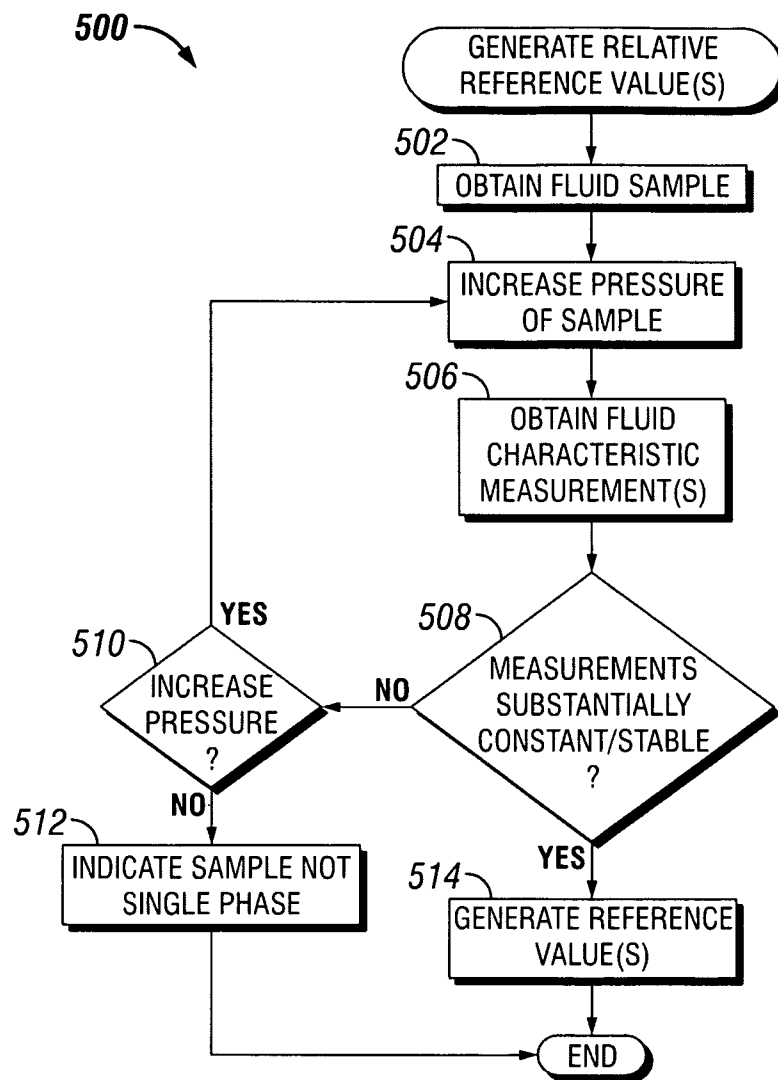 500
GENERATE RELATIVE
REFERENCE VALUE(S)
502
OBTAIN FLUID SAMPLE
504
INCREASE PRESSURE
OF SAMPLE
506
OBTAIN FLUID
CHARACTERISTIC
MEASUREMENT(S)
508
MEASUREMENTS
SUBSTANTIALLY
CONSTANT/STABLE
?
NO
YES
510
INCREASE
PRESSURE
?
YES
NO
512
INDICATE SAMPLE NOT
SINGLE PHASE
514
GENERATE REFERENCE
VALUE(S)
END